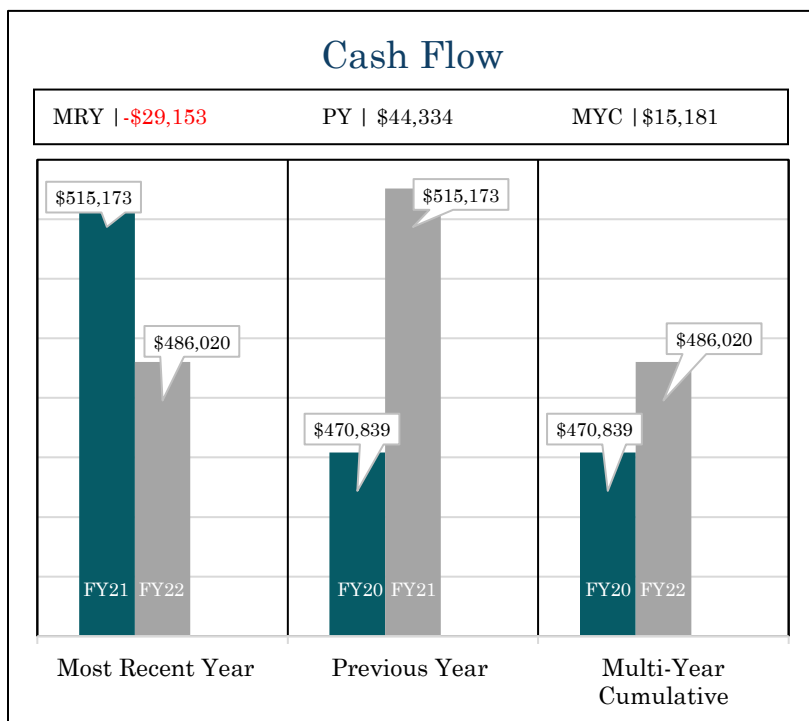 Cash Flow
MRY | -$29,153 PY | $44,334 MYC | $15,181
$515,173
$486,020
FY21 FY22
$470,839
$515,173
FY20 FY21
$470,839
$486,020
FY20 FY22
Most Recent Year
Previous Year
Multi-Year
Cumulative